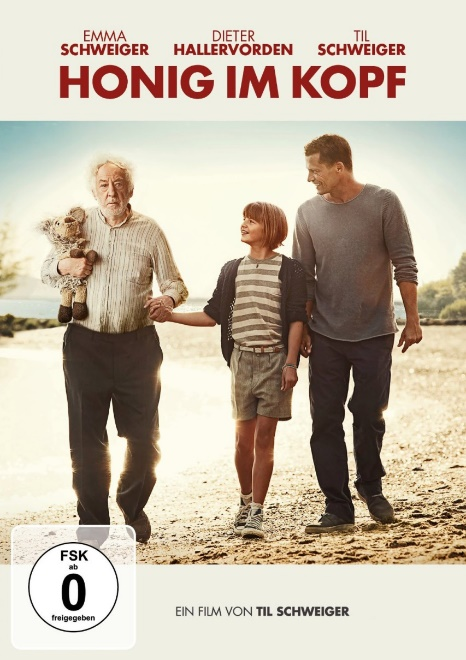 EMMA DIETER TIL
SCHWEIGER HALLERVORDEN SCHWEIGER
HONIG IM KOPF
FSK
ab
0
freigegeben
EIN FILM VON TIL SCHWEIGER